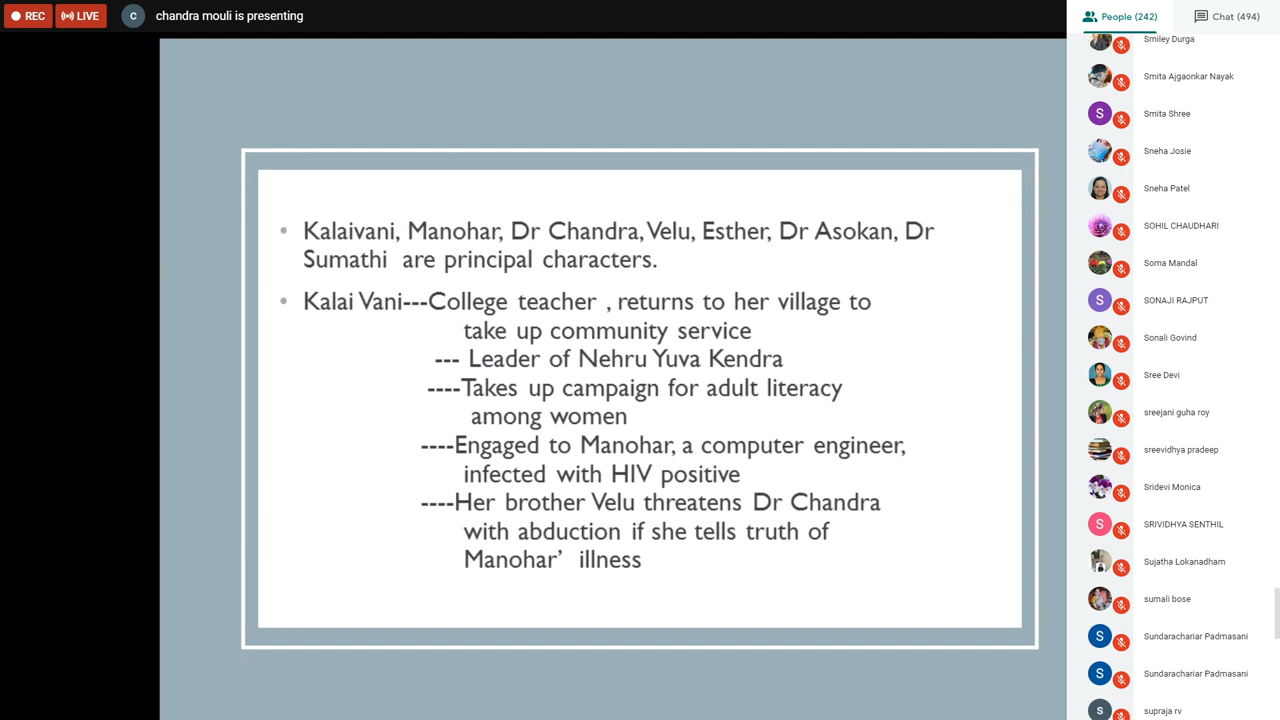 REC
LIVE
C
chandra mouli is presenting
People (242)
Chat (494)
• Kalaivani, Manohar, Dr Chandra, Velu, Esther, Dr Asokan, Dr
Sumathi are principal characters.
• Kalai Vani---College teacher , returns to her village to
take up community service
--- Leader of Nehru Yuva Kendra
----Takes up campaign for adult literacy
among women
----Engaged to Manohar, a computer engineer,
infected with HIV positive
----Her brother Velu threatens Dr Chandra
with abduction if she tells truth of
Manohar’ illness
Smiley Durga
Smita Ajgaonkar Nayak
S
Smita Shree
Sneha Josie
Sneha Patel
SOHIL CHAUDHARI
Soma Mandal
S
SONAJI RAJPUT
Sonali Govind
Sree Devi
sreejani guha roy
sreevidhya pradeep
Sridevi Monica
S
SRIVIDHYA SENTHIL
Sujatha Lokanadham
sumali bose
S
Sundarachariar Padmasani
S
Sundarachariar Padmasani
s
supraja rv